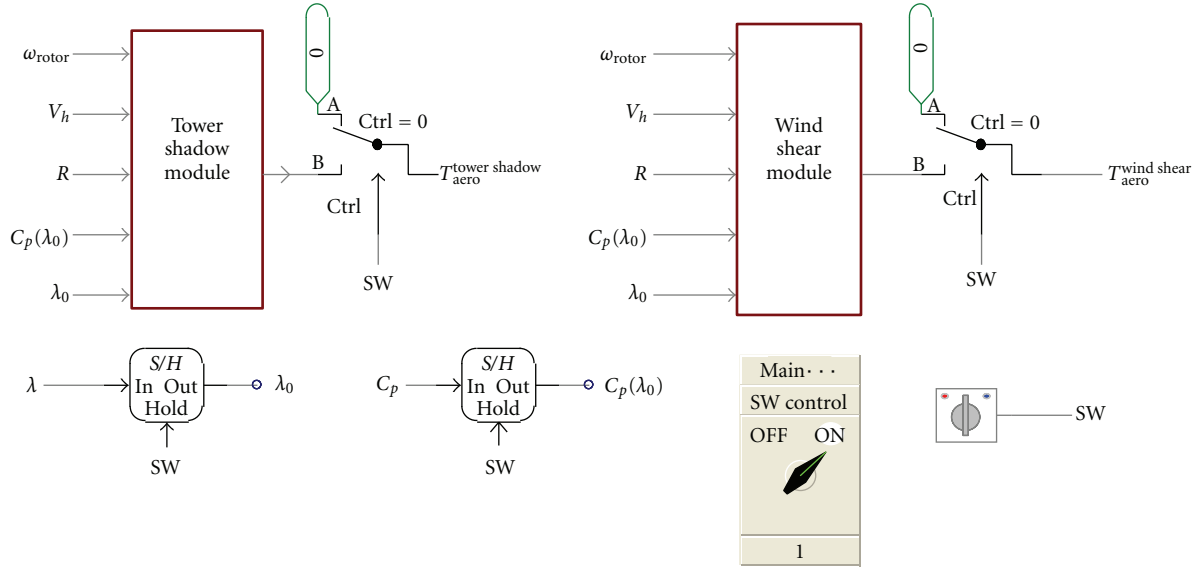 ω_rotor
V_h
R
C_p(λ_0)
λ_0
Tower
shadow
module
0
A
Ctrl = 0
B
T_aero^tower shadow
Ctrl
SW
ω_rotor
V_h
R
C_p(λ_0)
λ_0
Wind
shear
module
0
A
Ctrl = 0
B
T_aero^wind shear
Ctrl
SW
λ
S/H
In Out
Hold
λ_0
SW
C_p
S/H
In Out
Hold
C_p(λ_0)
SW
Main···
SW control
OFF ON
1
SW